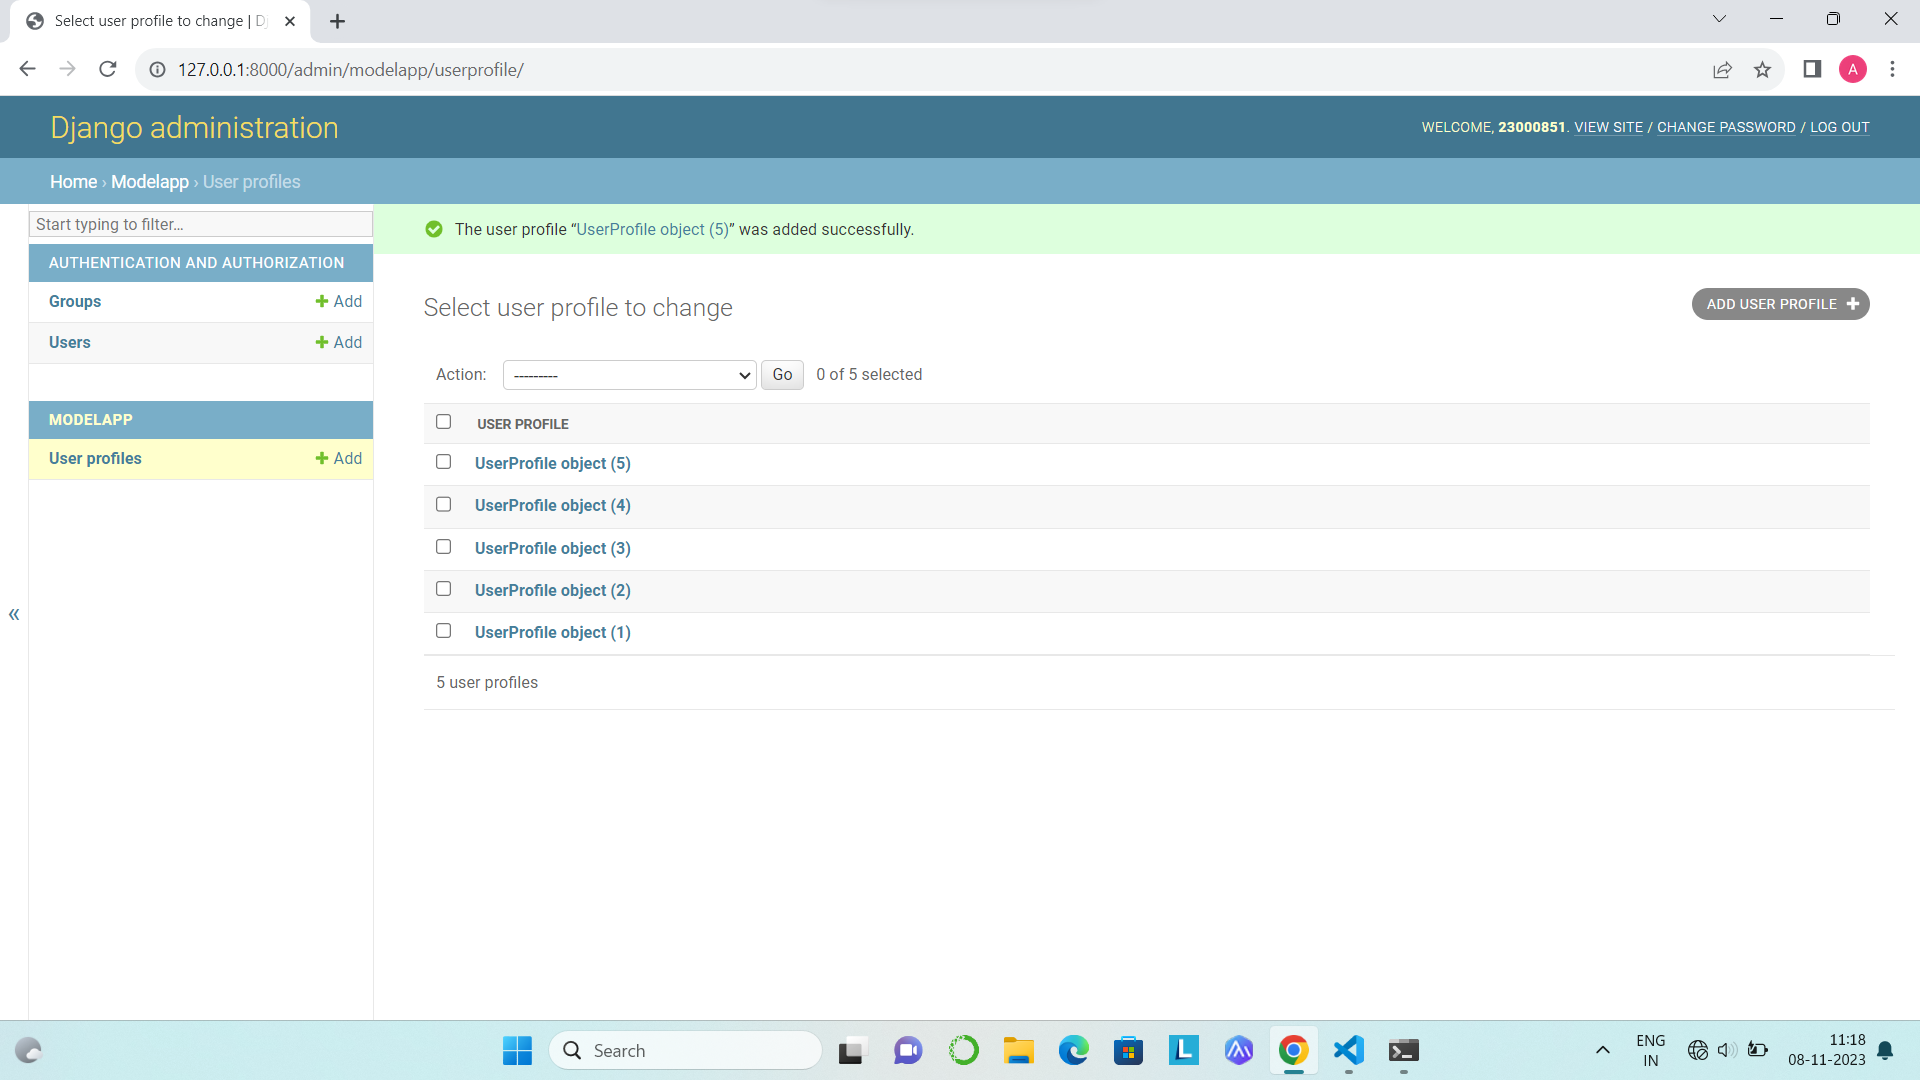 Select user profile to change | Dj
127.0.0.1:8000/admin/modelapp/userprofile/
Django administration
WELCOME, 23000851. VIEW SITE / CHANGE PASSWORD / LOG OUT
Home › Modelapp › User profiles
Start typing to filter...
AUTHENTICATION AND AUTHORIZATION
Groups + Add
Users + Add
MODELAPP
User profiles + Add
«
The user profile “UserProfile object (5)” was added successfully.
Select user profile to change
ADD USER PROFILE +
Action: --------- Go 0 of 5 selected
USER PROFILE
UserProfile object (5)
UserProfile object (4)
UserProfile object (3)
UserProfile object (2)
UserProfile object (1)
5 user profiles
A
Search
L
ENG
IN
11:18
08-11-2023